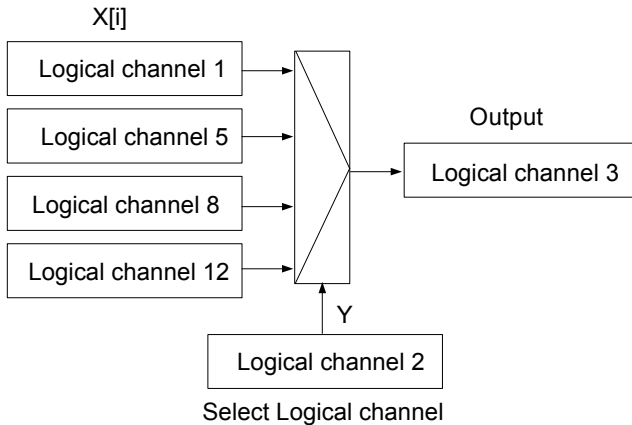 X[i]
Logical channel 1
Logical channel 5
Logical channel 8
Logical channel 12
Output
Logical channel 3
Y
Logical channel 2
Select Logical channel